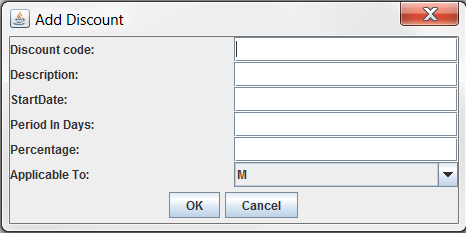 Add Discount
Discount code:
Description:
StartDate:
Period In Days:
Percentage:
Applicable To: M
OK Cancel